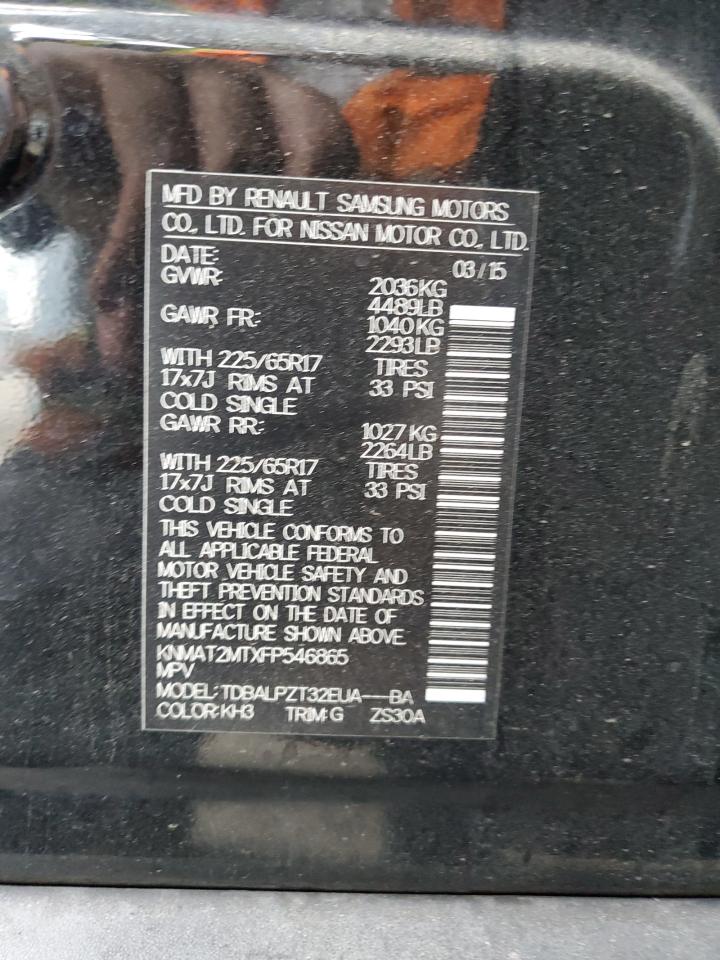 MFD BY RENAULT SAMSUNG MOTORS
CO., LTD. FOR NISSAN MOTOR CO., LTD.
DATE: 03/15
GVWR: 2036KG
4489LB
GAWR FR: 1040KG
2293LB
WITH 225/65R17 TIRES
17x7J RIMS AT 33 PSI
COLD SINGLE
GAWR RR: 1027KG
2264LB
WITH 225/65R17 TIRES
17x7J RIMS AT 33 PSI
COLD SINGLE
THIS VEHICLE CONFORMS TO
ALL APPLICABLE FEDERAL
MOTOR VEHICLE SAFETY AND
THEFT PREVENTION STANDARDS
IN EFFECT ON THE DATE OF
MANUFACTURE SHOWN ABOVE.
KNMAT2MTXFP546865
MPV
MODEL: TDBALPZT32EUA---BA
COLOR: KH3 TRIM: G ZS30A